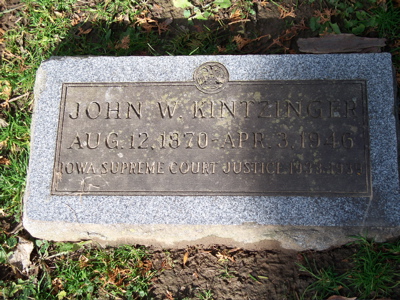 JOHN W. KINTZINGER
AUG. 12, 1870 - APR. 3, 1946
IOWA SUPREME COURT JUSTICE